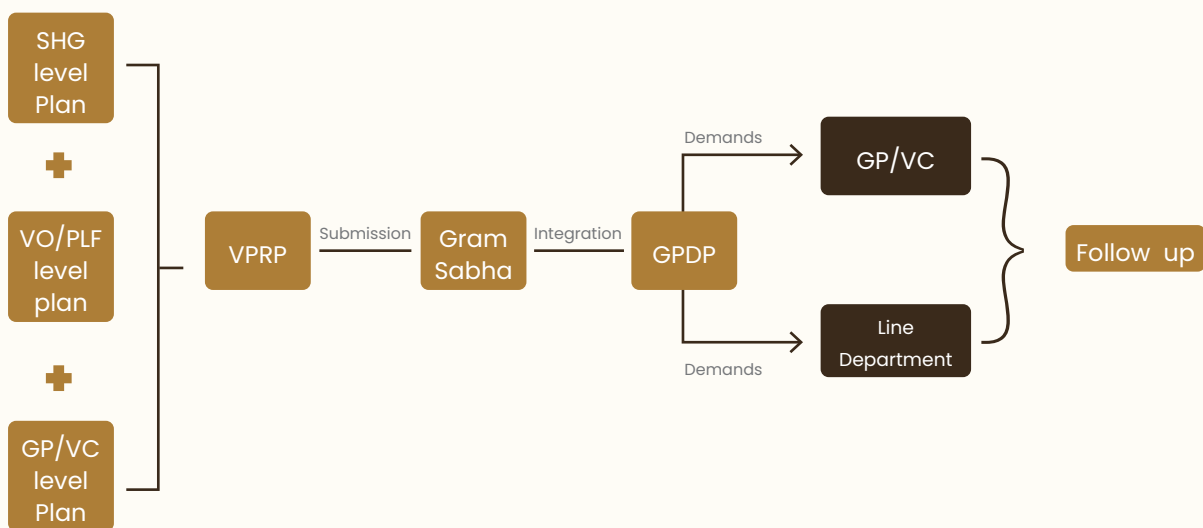 SHG
level
Plan
VO/PLF
level
plan
GP/VC
level
Plan
VPRP
Submission
Gram
Sabha
Integration
GPDP
Demands
GP/VC
Demands
Line
Department
Follow up